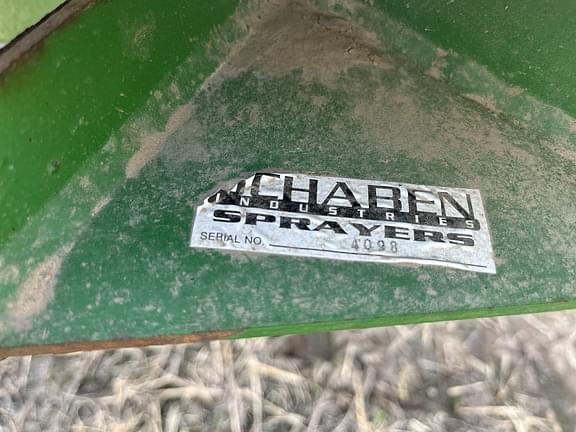 CHABEN
INDUSTRIES
SPRAYERS
SERIAL NO. 4098